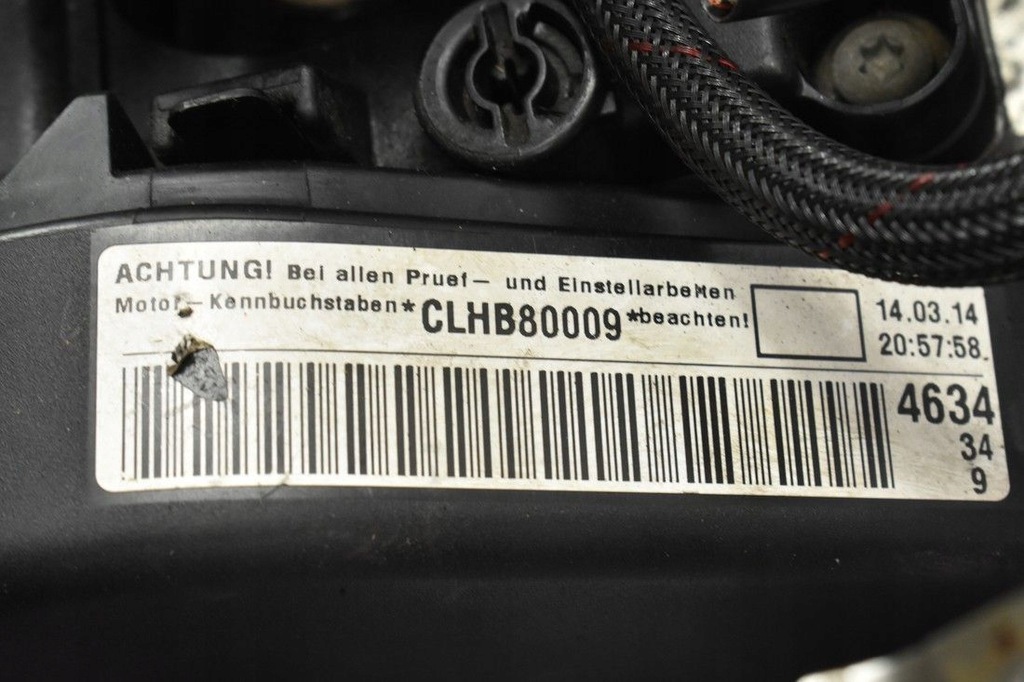 ACHTUNG! Bei allen Pruef- und Einstellarbeiten
Motor-Kennbuchstaben*CLHB80009*beachten!
14.03.14
20:57:58
4634
34
9